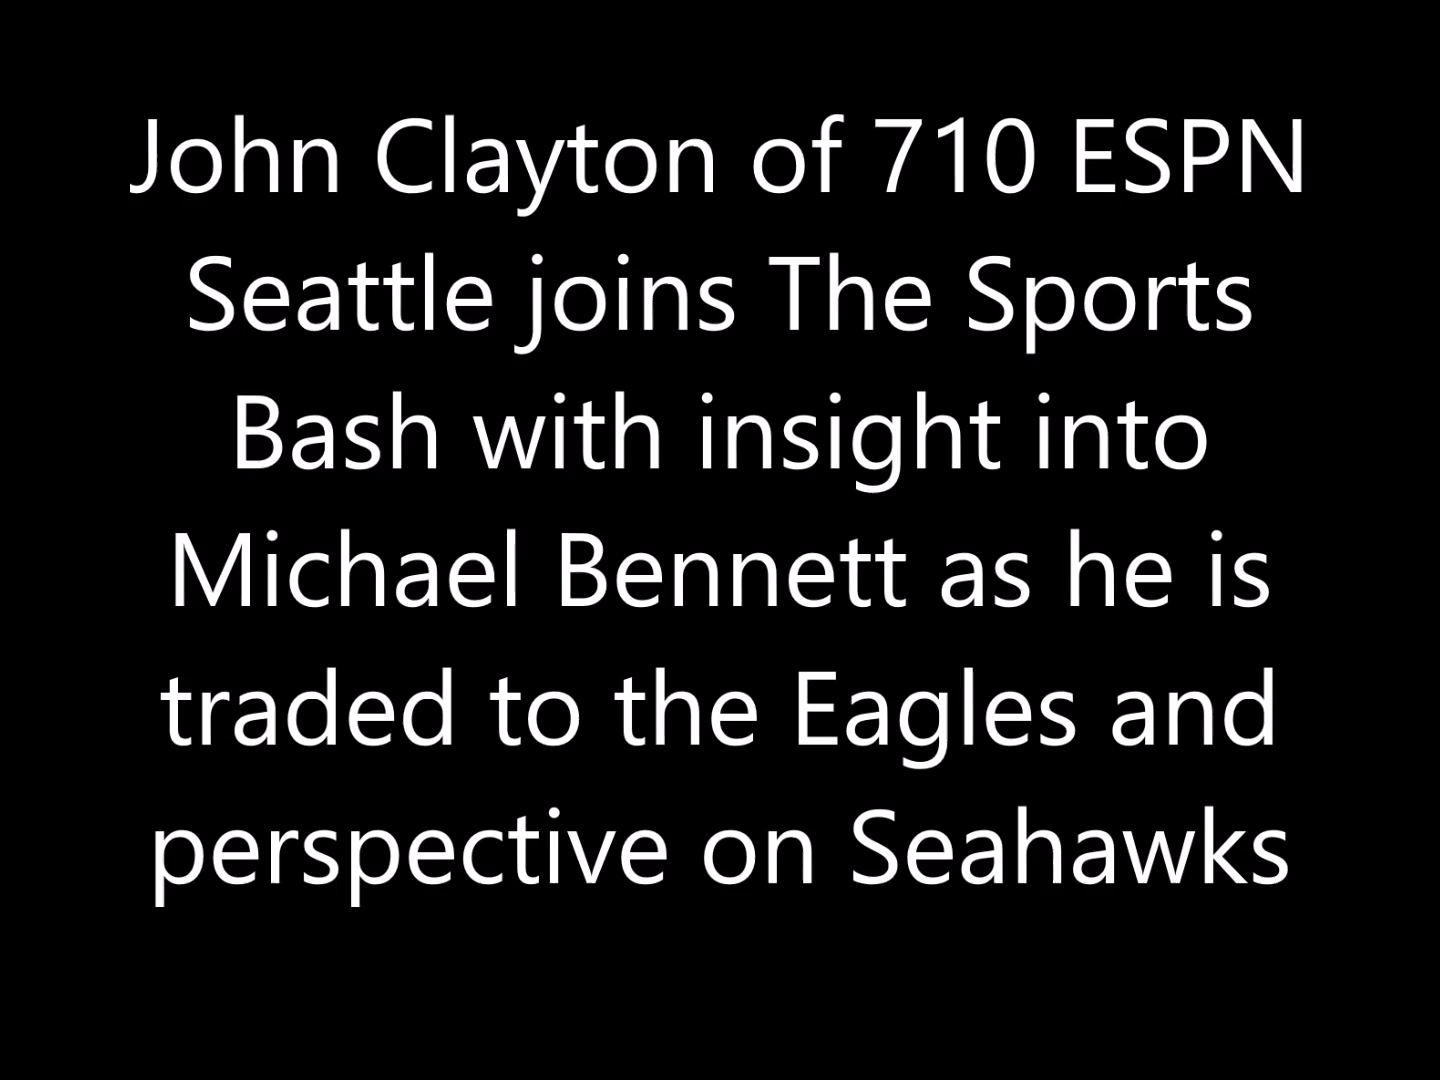 John Clayton of 710 ESPN
Seattle joins The Sports
Bash with insight into
Michael Bennett as he is
traded to the Eagles and
perspective on Seahawks